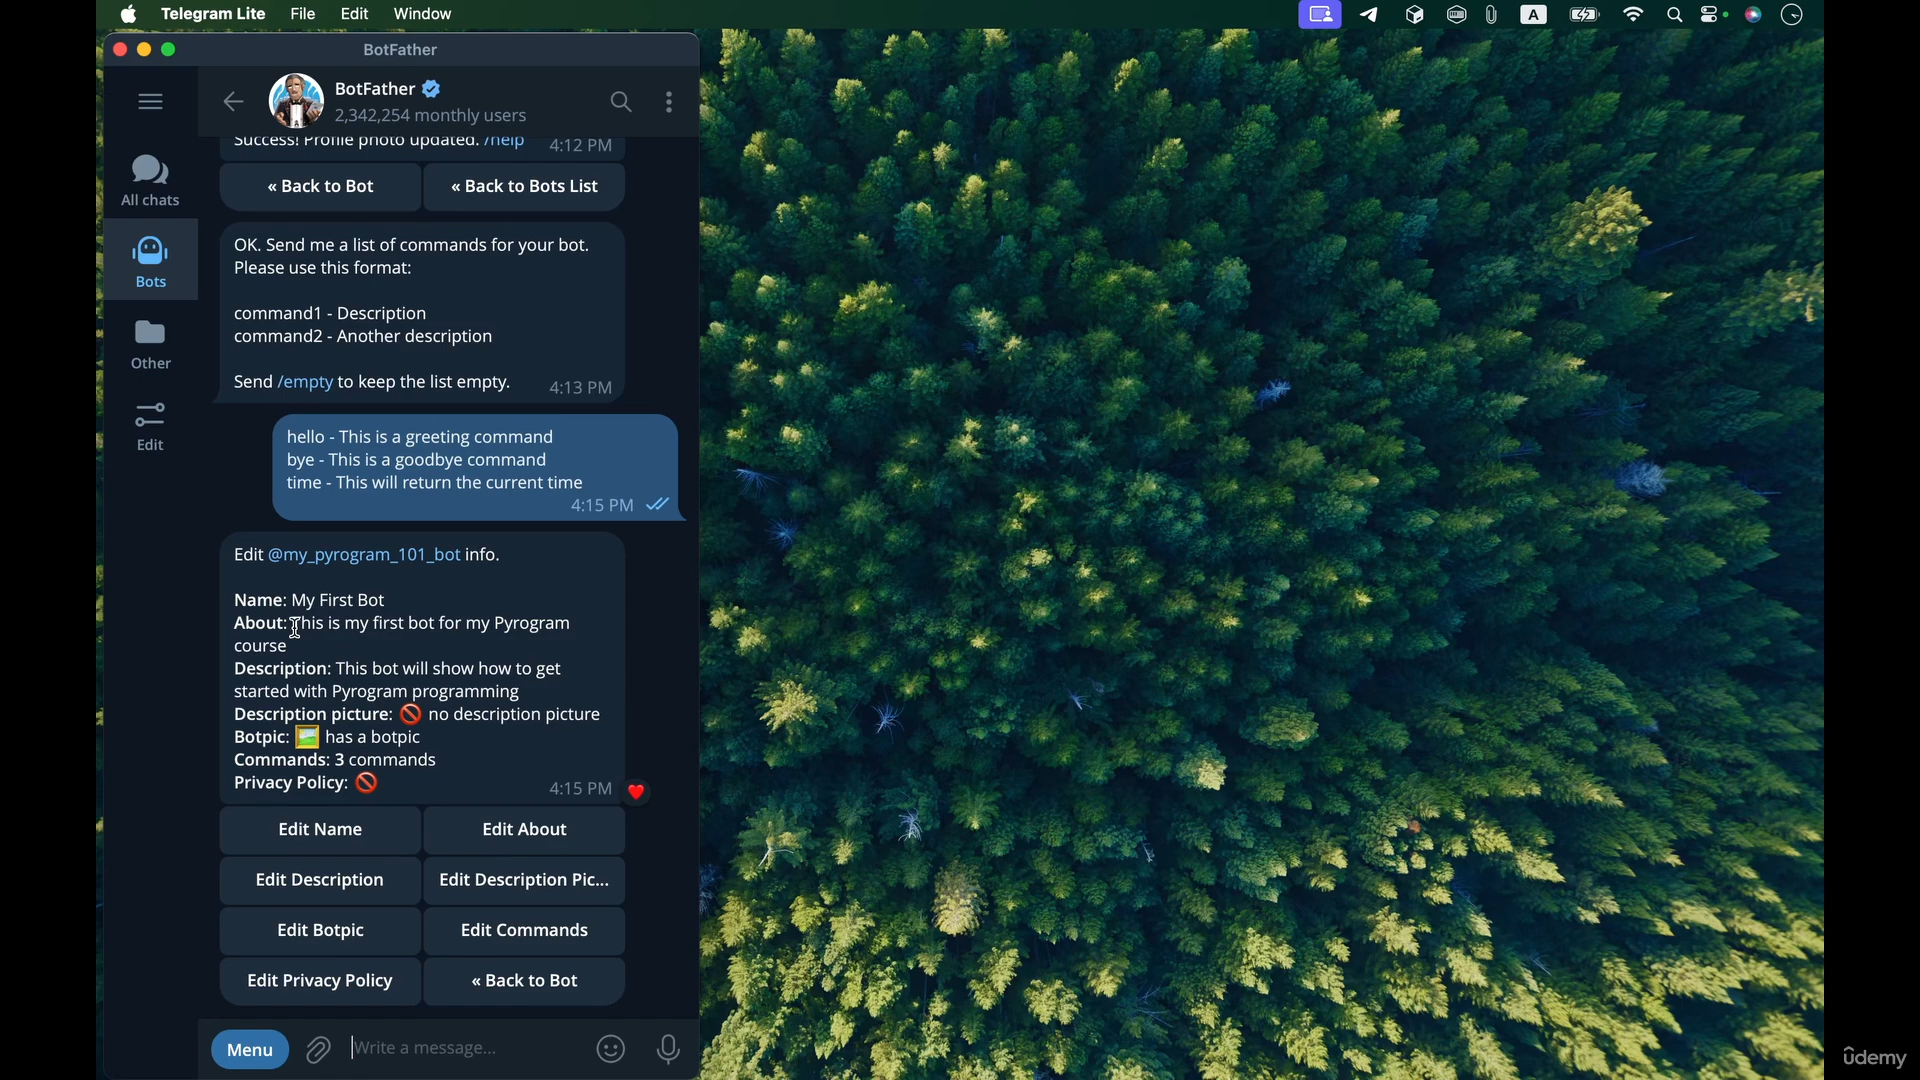 Telegram Lite File Edit Window
A
BotFather
BotFather
2,342,254 monthly users
All chats
Bots
Other
Edit
Success! Profile photo updated. /help 4:12 PM
« Back to Bot « Back to Bots List
OK. Send me a list of commands for your bot.
Please use this format:
command1 - Description
command2 - Another description
Send /empty to keep the list empty. 4:13 PM
hello - This is a greeting command
bye - This is a goodbye command
time - This will return the current time
4:15 PM
Edit @my_pyrogram_101_bot info.
Name: My First Bot
About: This is my first bot for my Pyrogram
course
Description: This bot will show how to get
started with Pyrogram programming
Description picture: 🚫 no description picture
Botpic: 🖼 has a botpic
Commands: 3 commands
Privacy Policy: 🚫 4:15 PM ❤
Edit Name Edit About
Edit Description Edit Description Pic...
Edit Botpic Edit Commands
Edit Privacy Policy « Back to Bot
Menu Write a message...
ûdemy